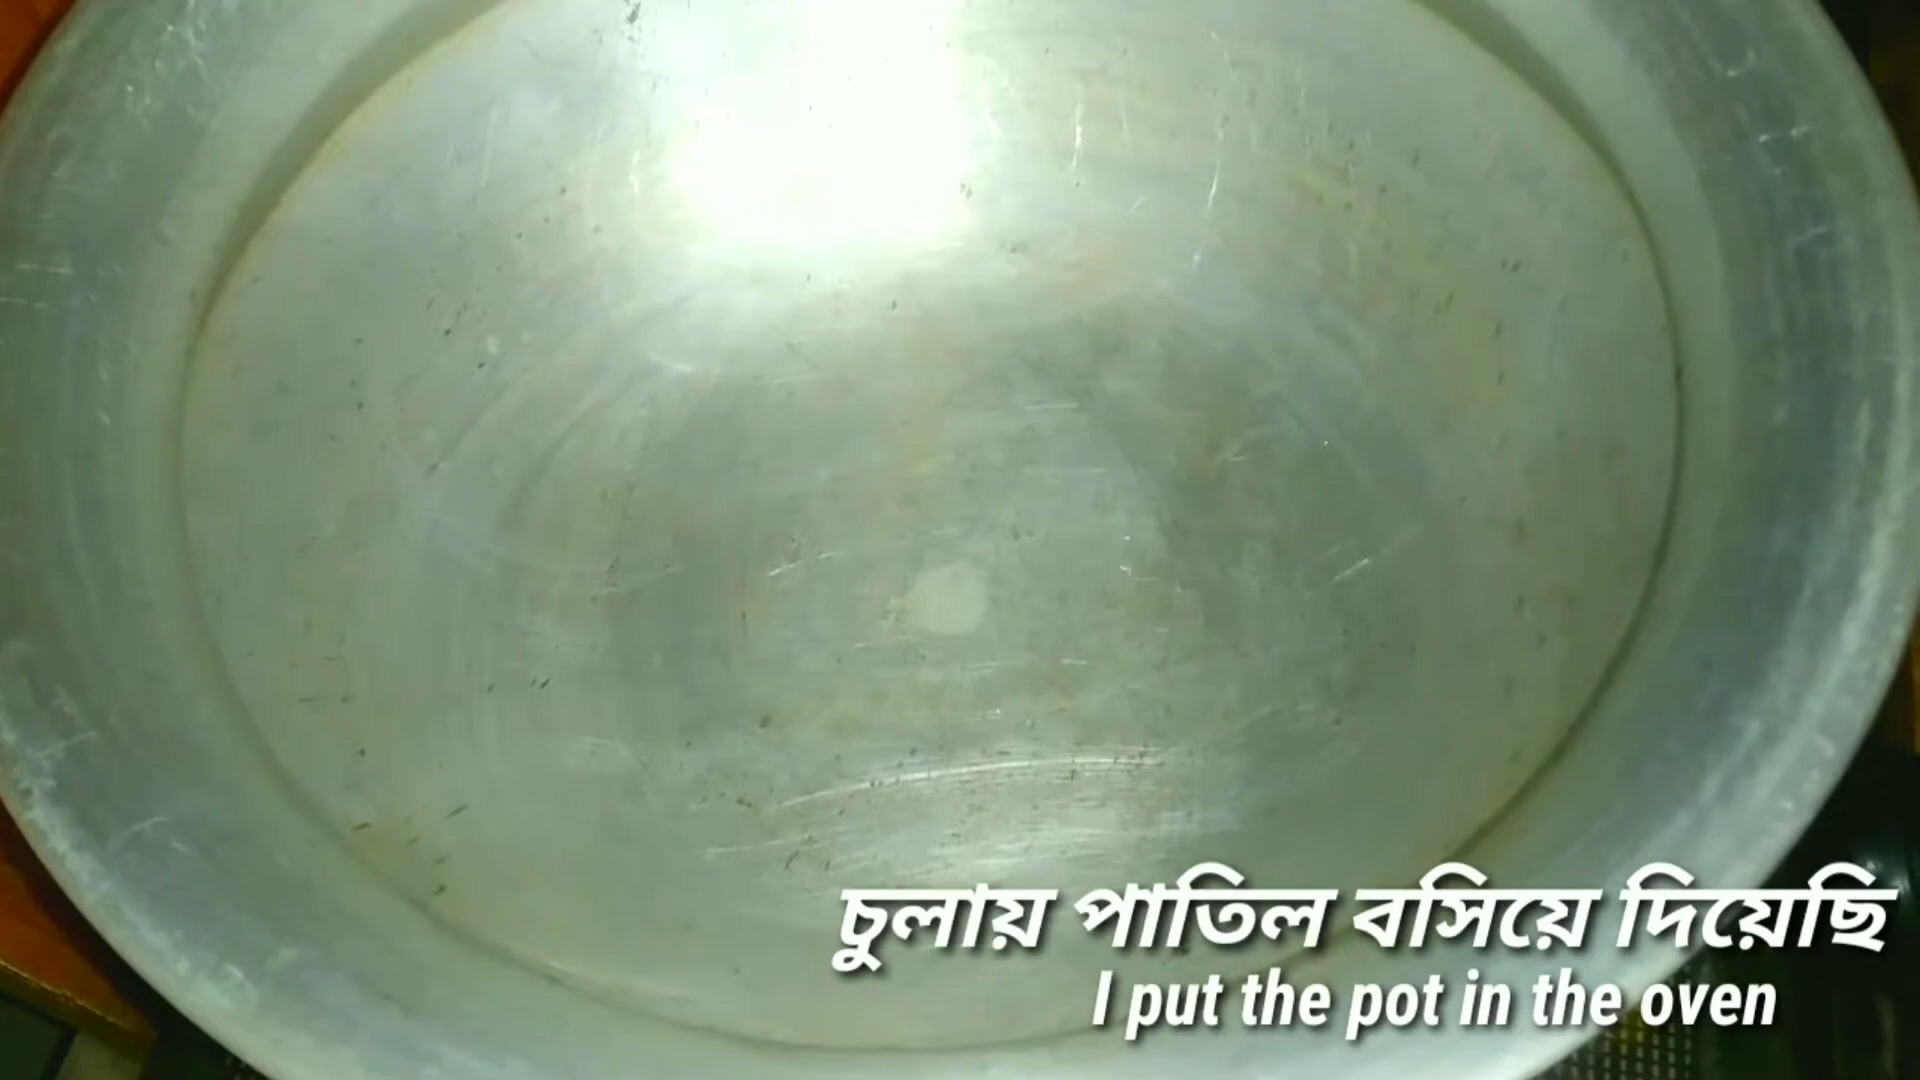 চুলায় পাতিল বসিয়ে দিয়েছি
I put the pot in the oven